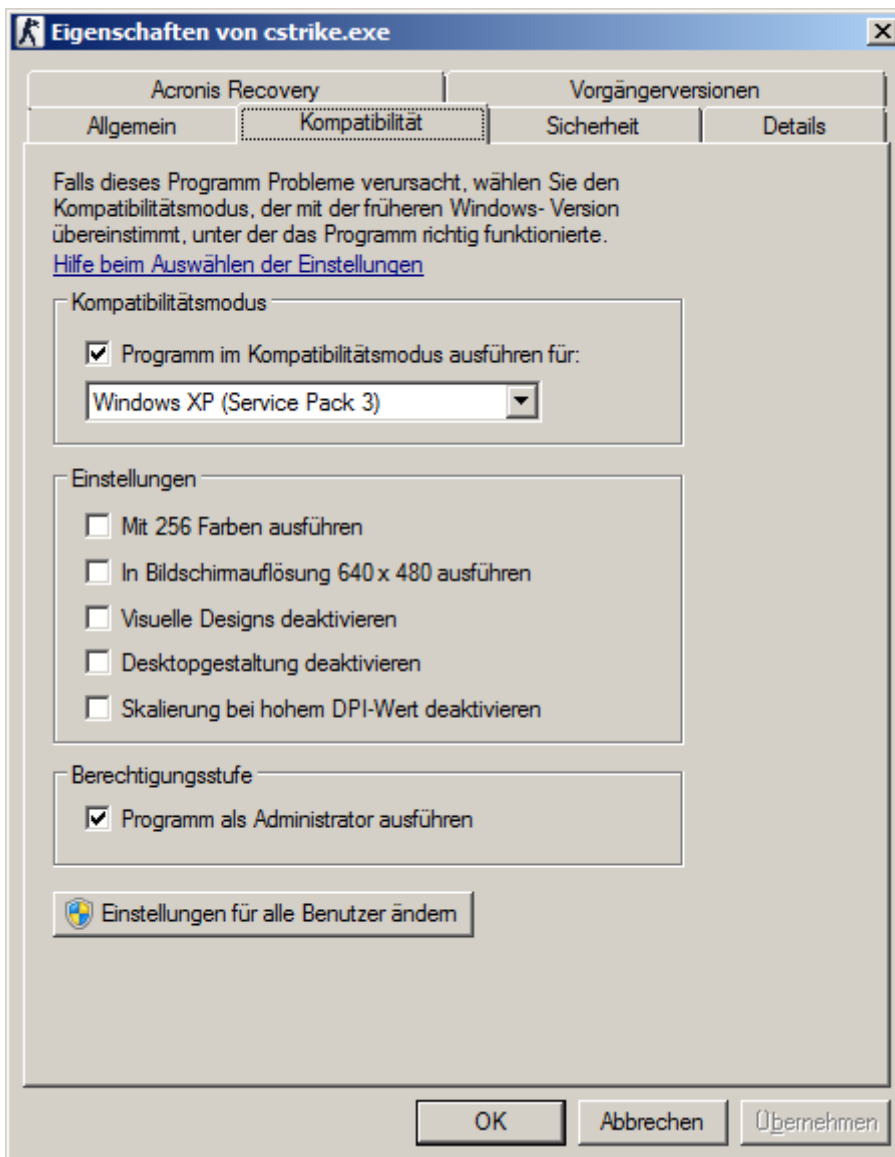 Eigenschaften von cstrike.exe
Acronis Recovery
Vorgängerversionen
Allgemein
Kompatibilität
Sicherheit
Details
Falls dieses Programm Probleme verursacht, wählen Sie den
Kompatibilitätsmodus, der mit der früheren Windows- Version
übereinstimmt, unter der das Programm richtig funktionierte.
Hilfe beim Auswählen der Einstellungen
Kompatibilitätsmodus
Programm im Kompatibilitätsmodus ausführen für:
Windows XP (Service Pack 3)
Einstellungen
Mit 256 Farben ausführen
In Bildschirmauflösung 640 x 480 ausführen
Visuelle Designs deaktivieren
Desktopgestaltung deaktivieren
Skalierung bei hohem DPI-Wert deaktivieren
Berechtigungsstufe
Programm als Administrator ausführen
Einstellungen für alle Benutzer ändern
OK
Abbrechen
Übernehmen